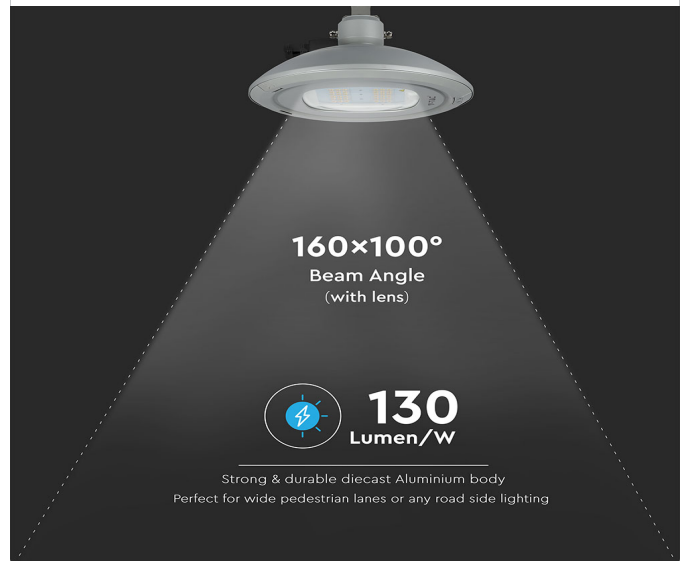 160×100°
Beam Angle
(with lens)
130
Lumen/W
Strong & durable diecast Aluminium body
Perfect for wide pedestrian lanes or any road side lighting